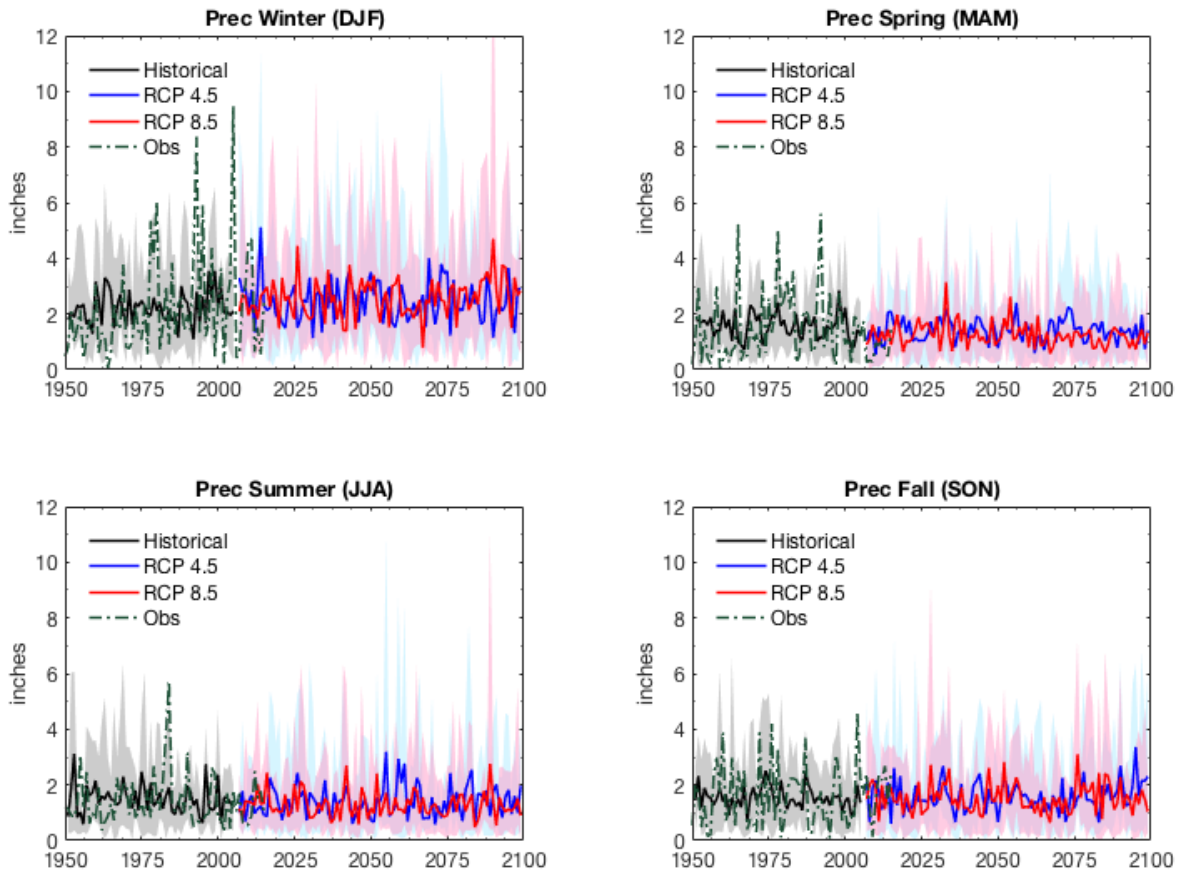 Prec Winter (DJF)
12
10
8
6
4
2
0
inches
Historical
RCP 4.5
RCP 8.5
Obs
1950 1975 2000 2025 2050 2075 2100
Prec Spring (MAM)
12
10
8
6
4
2
0
inches
Historical
RCP 4.5
RCP 8.5
Obs
1950 1975 2000 2025 2050 2075 2100
Prec Summer (JJA)
12
10
8
6
4
2
0
inches
Historical
RCP 4.5
RCP 8.5
Obs
1950 1975 2000 2025 2050 2075 2100
Prec Fall (SON)
12
10
8
6
4
2
0
inches
Historical
RCP 4.5
RCP 8.5
Obs
1950 1975 2000 2025 2050 2075 2100